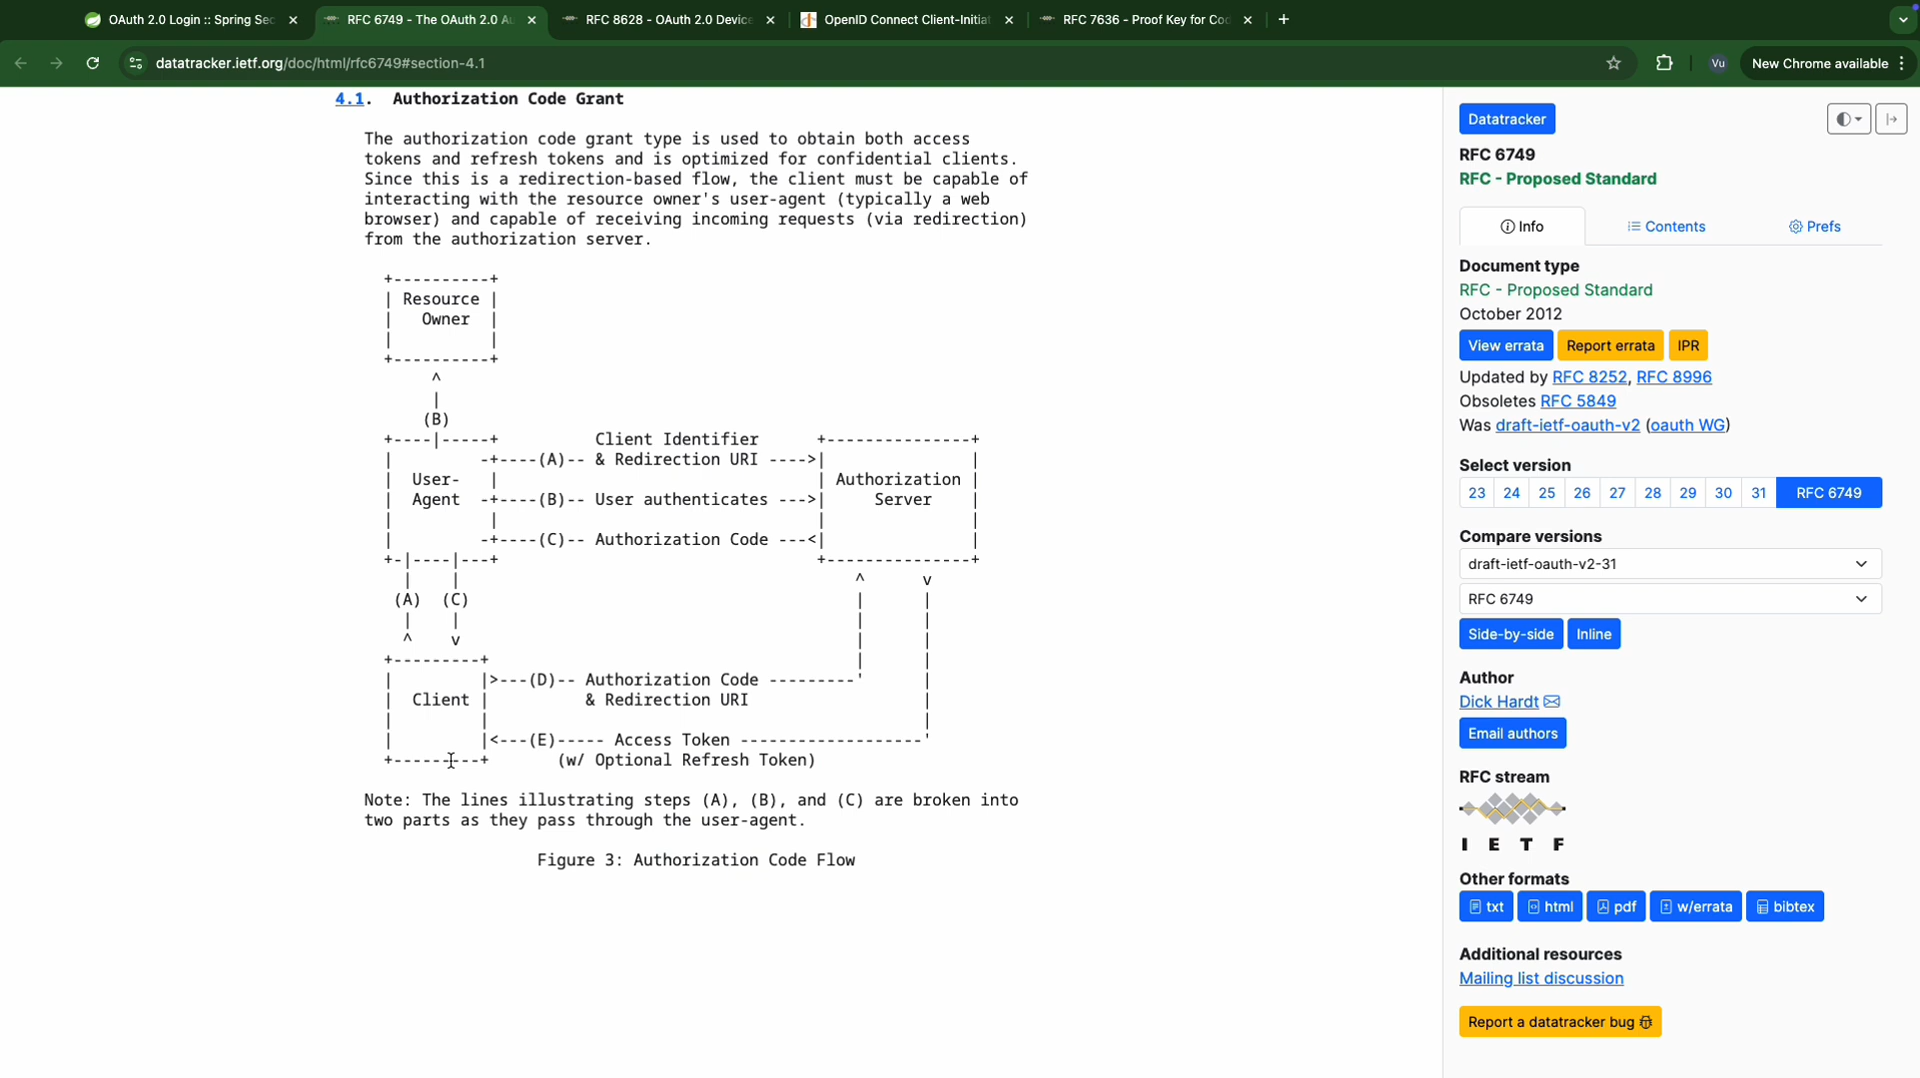 OAuth 2.0 Login :: Spring Sec
RFC 6749 - The OAuth 2.0 Au
RFC 8628 - OAuth 2.0 Device
OpenID Connect Client-Initiat
RFC 7636 - Proof Key for Cod
datatracker.ietf.org/doc/html/rfc6749#section-4.1
Vu
New Chrome available
4.1. Authorization Code Grant
The authorization code grant type is used to obtain both access
tokens and refresh tokens and is optimized for confidential clients.
Since this is a redirection-based flow, the client must be capable of
interacting with the resource owner's user-agent (typically a web
browser) and capable of receiving incoming requests (via redirection)
from the authorization server.
+----------+
| Resource |
|   Owner  |
|          |
+----------+
     ^
     |
    (B)
+----|-----+          Client Identifier      +---------------+
|         -+----(A)-- & Redirection URI ---->|               |
|  User-   |                                 | Authorization |
|  Agent  -+----(B)-- User authenticates --->|     Server    |
|          |                                 |               |
|         -+----(C)-- Authorization Code ---<|               |
+-|----|---+                                 +---------------+
  |    |                                         ^      v
 (A)  (C)                                        |      |
  |    |                                         |      |
  ^    v                                         |      |
+---------+                                      |      |
|         |>---(D)-- Authorization Code ---------'      |
|  Client |          & Redirection URI                  |
|         |                                             |
|         |<---(E)----- Access Token -------------------'
+---------+       (w/ Optional Refresh Token)
Note: The lines illustrating steps (A), (B), and (C) are broken into
two parts as they pass through the user-agent.
Figure 3: Authorization Code Flow
Datatracker
RFC 6749
RFC - Proposed Standard
Info Contents Prefs
Document type
RFC - Proposed Standard
October 2012
View errata Report errata IPR
Updated by RFC 8252, RFC 8996
Obsoletes RFC 5849
Was draft-ietf-oauth-v2 (oauth WG)
Select version
23 24 25 26 27 28 29 30 31 RFC 6749
Compare versions
draft-ietf-oauth-v2-31
RFC 6749
Side-by-side Inline
Author
Dick Hardt
Email authors
RFC stream
I E T F
Other formats
txt html pdf w/errata bibtex
Additional resources
Mailing list discussion
Report a datatracker bug